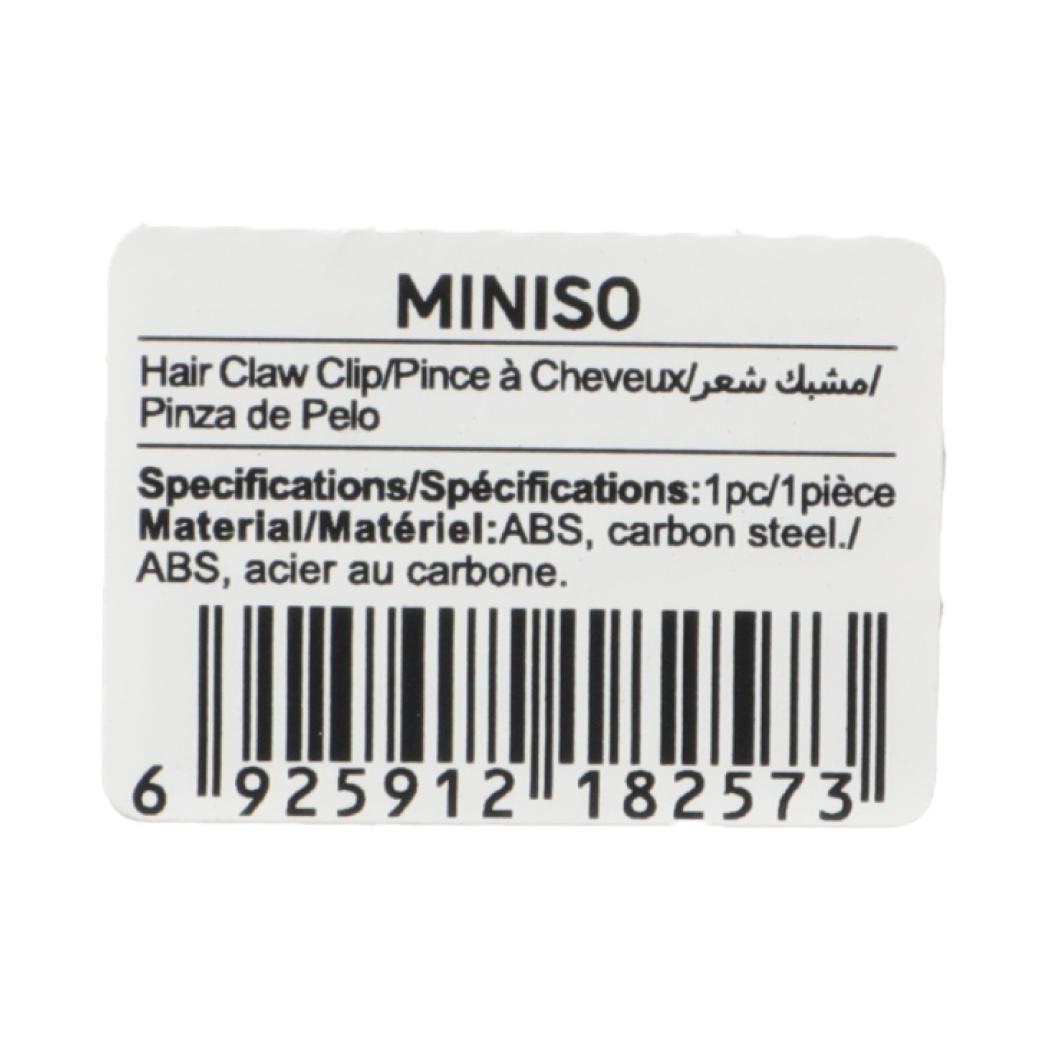 MINISO
Hair Claw Clip/Pince à Cheveux/مشبك شعر/
Pinza de Pelo
Specifications/Spécifications:1pc/1pièce
Material/Matériel:ABS, carbon steel./
ABS, acier au carbone.
6 925912 182573